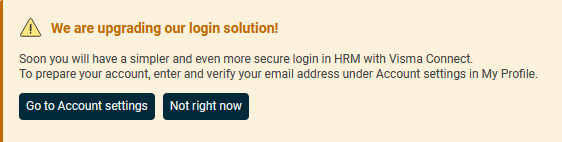 We are upgrading our login solution!
Soon you will have a simpler and even more secure login in HRM with Visma Connect.
To prepare your account, enter and verify your email address under Account settings in My Profile.
Go to Account settings Not right now